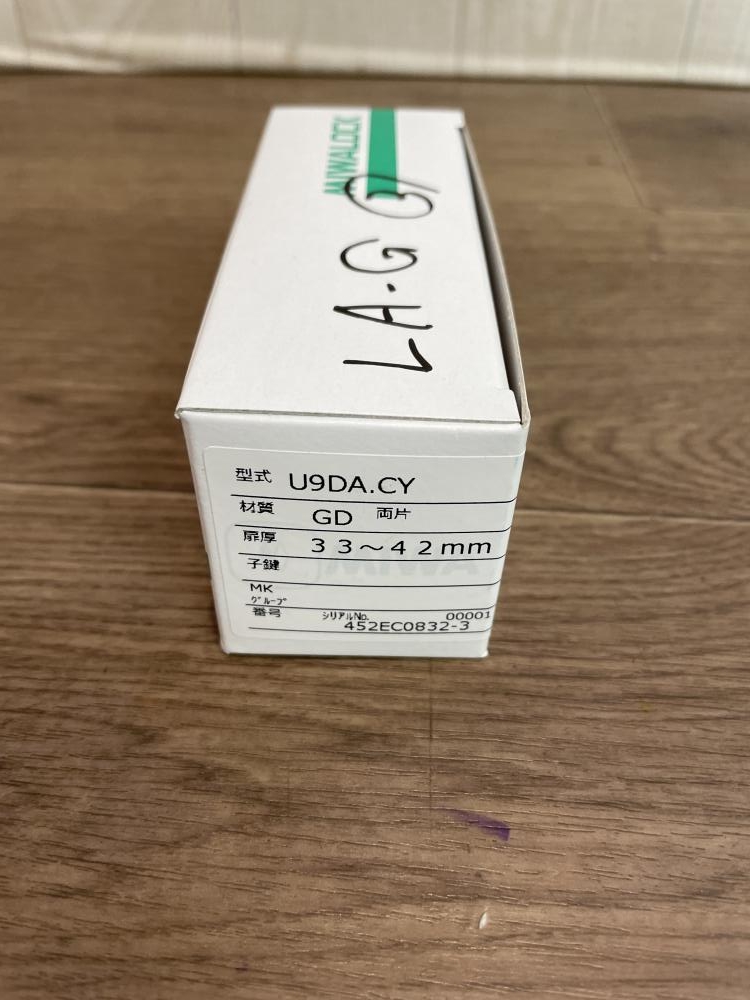 MIWALOCK
LA・G G
型式 U9DA.CY
材質 GD 両片
扉厚 33～42mm
子鍵
MK
グループ
番号 シリアルNo. 00001
452EC0832-3